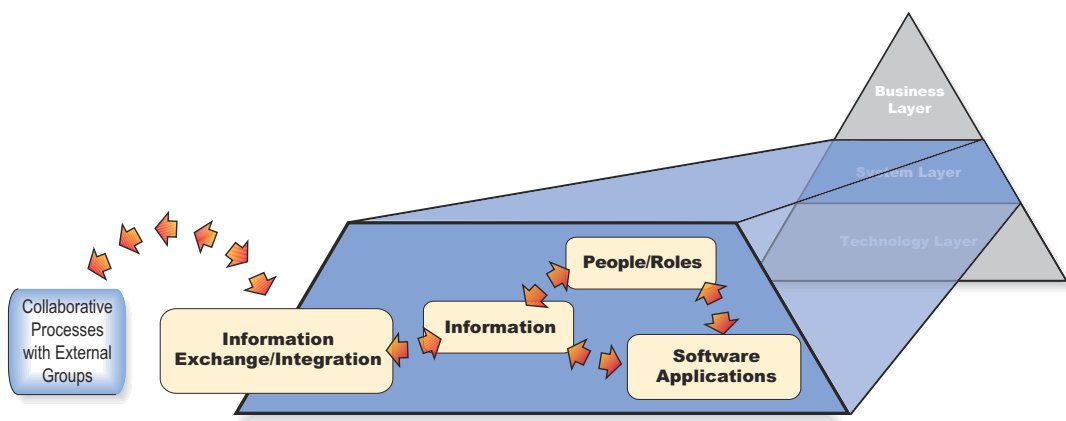 Business
Layer
System Layer
Technology Layer
People/Roles
Information
Software
Applications
Information
Exchange/Integration
Collaborative
Processes
with External
Groups